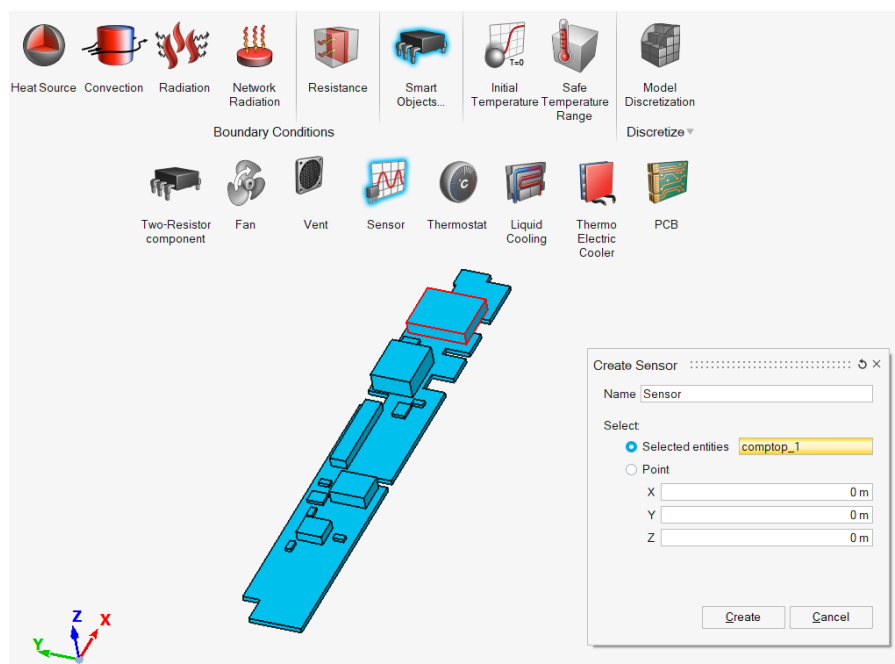 Heat Source
Convection
Radiation
Network
Radiation
Resistance
Smart
Objects...
T=0
Initial
Temperature
Safe
Temperature
Range
Model
Discretization
Boundary Conditions
Discretize
Two-Resistor
component
Fan
Vent
Sensor
°C
Thermostat
Liquid
Cooling
Thermo
Electric
Cooler
PCB
Create Sensor
Name Sensor
Select:
Selected entities comptop_1
Point
X 0 m
Y 0 m
Z 0 m
Create Cancel
Z
X
Y